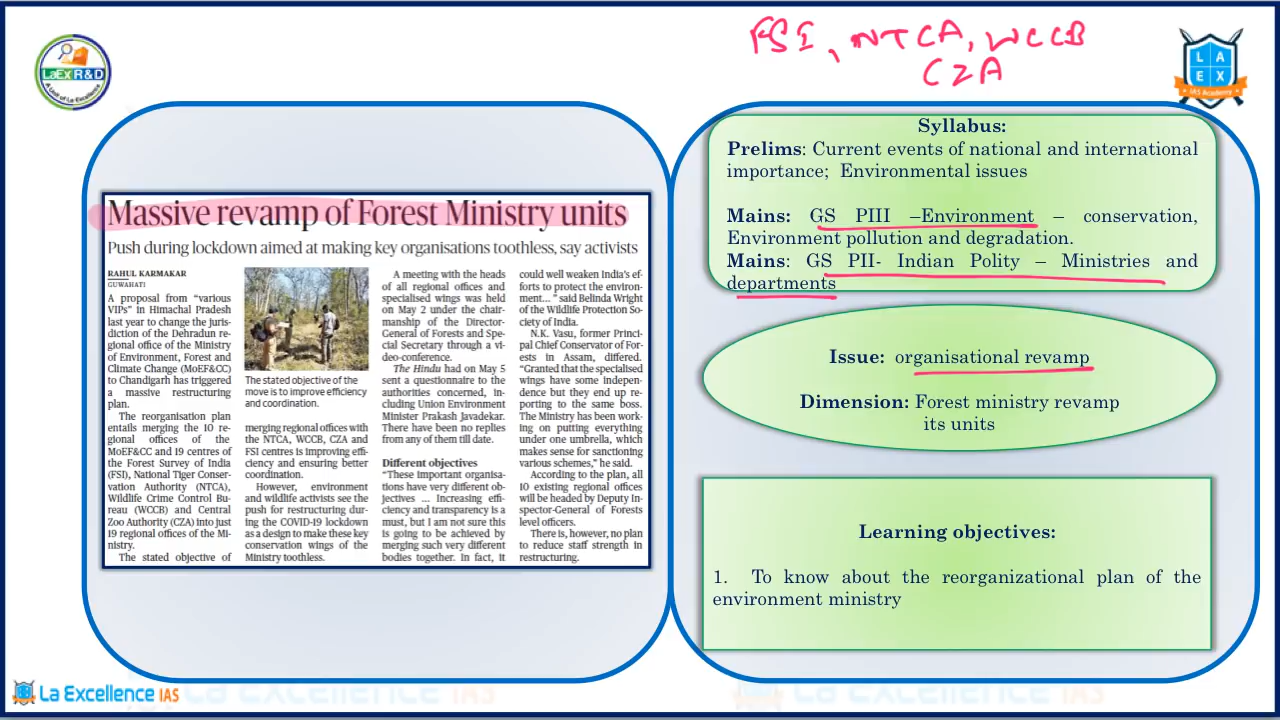 FSI, NTCA, WCCB
CZA
LaEx R&D
A Unit of La Excellence
L A
E X
IAS Academy
Massive revamp of Forest Ministry units
Push during lockdown aimed at making key organisations toothless, say activists
RAHUL KARMAKAR
GUWAHATI
A proposal from “various
VIPs” in Himachal Pradesh
last year to change the juris-
diction of the Dehradun re-
gional office of the Ministry
of Environment, Forest and
Climate Change (MoEF&CC)
to Chandigarh has triggered
a massive restructuring
plan.
The reorganisation plan
entails merging the 10 re-
gional offices of the
MoEF&CC and 19 centres of
the Forest Survey of India
(FSI), National Tiger Conser-
vation Authority (NTCA),
Wildlife Crime Control Bu-
reau (WCCB) and Central
Zoo Authority (CZA) into just
19 regional offices of the Mi-
nistry.
The stated objective of
The stated objective of the
move is to improve efficiency
and coordination.
merging regional offices with
the NTCA, WCCB, CZA and
FSI centres is improving effi-
ciency and ensuring better
coordination.
However, environment
and wildlife activists see the
push for restructuring dur-
ing the COVID-19 lockdown
as a design to make these key
conservation wings of the
Ministry toothless.
A meeting with the heads
of all regional offices and
specialised wings was held
on May 2 under the chair-
manship of the Director-
General of Forests and Spe-
cial Secretary through a vi-
deo-conference.
The Hindu had on May 5
sent a questionnaire to the
authorities concerned, in-
cluding Union Environment
Minister Prakash Javadekar.
There have been no replies
from any of them till date.
Different objectives
“These important organisa-
tions have very different ob-
jectives ... Increasing effi-
ciency and transparency is a
must, but I am not sure this
is going to be achieved by
merging such very different
bodies together. In fact, it
could well weaken India’s ef-
forts to protect the environ-
ment... ” said Belinda Wright
of the Wildlife Protection So-
ciety of India.
N.K. Vasu, former Princi-
pal Chief Conservator of For-
ests in Assam, differed.
“Granted that the specialised
wings have some indepen-
dence but they end up re-
porting to the same boss.
The Ministry has been work-
ing on putting everything
under one umbrella, which
makes sense for sanctioning
various schemes,” he said.
According to the plan, all
10 existing regional offices
will be headed by Deputy In-
spector-General of Forests
level officers.
There is, however, no plan
to reduce staff strength in
restructuring.
Syllabus:
Prelims: Current events of national and international
importance; Environmental issues
Mains: GS PIII –Environment – conservation,
Environment pollution and degradation.
Mains: GS PII- Indian Polity – Ministries and
departments
Issue: organisational revamp
Dimension: Forest ministry revamp
its units
Learning objectives:
1. To know about the reorganizational plan of the
environment ministry
La Excellence IAS
La Excellence IAS